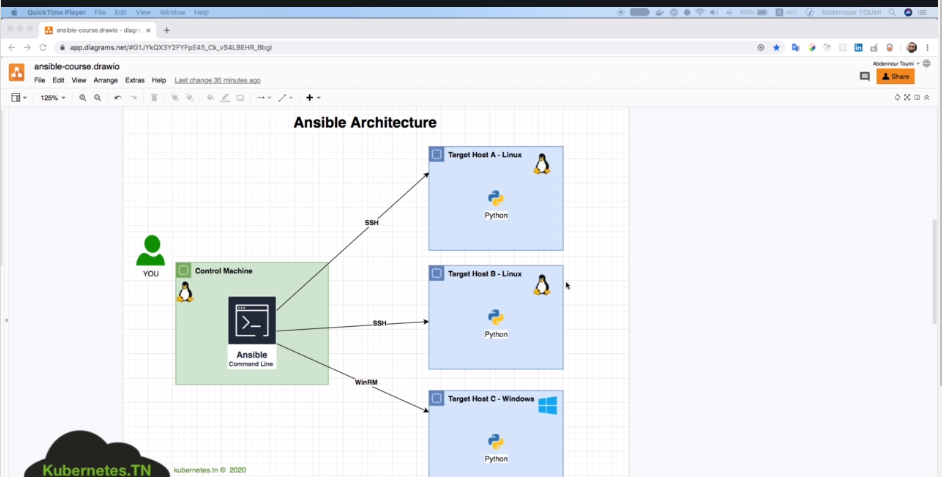 QuickTime Player File Edit View Window Help
100% ABC Abdennour TOUMI
ansible-course.drawio - diagra
app.diagrams.net/#G1JYkQX3Y2FYFpE45_Ck_vS4LBEHR_Bbgl
ansible-course.drawio
Abdennour Toumi
File Edit View Arrange Extras Help Last change 35 minutes ago
Share
125%
Ansible Architecture
Target Host A - Linux
Python
SSH
YOU
Control Machine
Target Host B - Linux
Python
SSH
Ansible
Command Line
WinRM
Target Host C - Windows
Python
Kubernetes.TN
kubernetes.tn © 2020